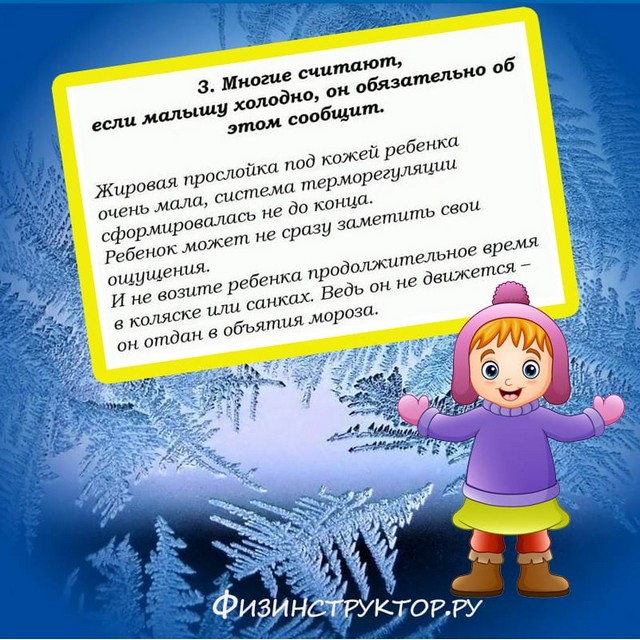 3. Многие считают,
если малышу холодно, он обязательно об
этом сообщит.
Жировая прослойка под кожей ребенка
очень мала, система терморегуляции
сформировалась не до конца.
Ребенок может не сразу заметить свои
ощущения.
И не возите ребенка продолжительное время
в коляске или санках. Ведь он не движется –
он отдан в объятия мороза.
Физинструктор.ру